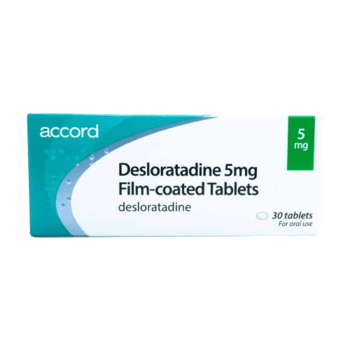 accord
5
mg
Desloratadine 5mg
Film-coated Tablets
desloratadine
30 tablets
For oral use